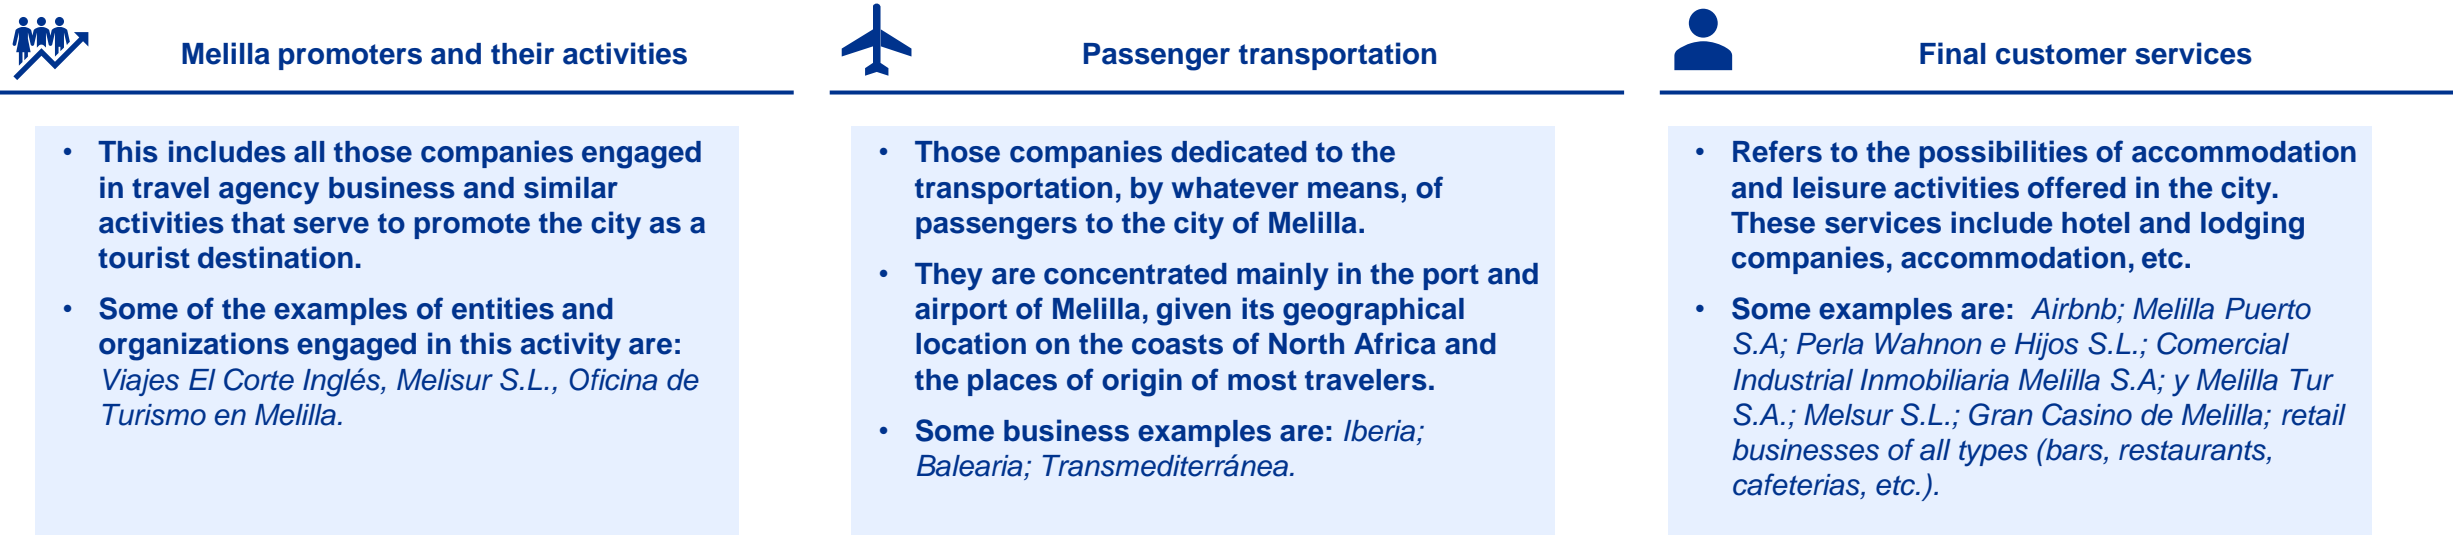 Melilla promoters and their activities
• This includes all those companies engaged
in travel agency business and similar
activities that serve to promote the city as a
tourist destination.
• Some of the examples of entities and
organizations engaged in this activity are:
Viajes El Corte Inglés, Melisur S.L., Oficina de
Turismo en Melilla.
Passenger transportation
• Those companies dedicated to the
transportation, by whatever means, of
passengers to the city of Melilla.
• They are concentrated mainly in the port and
airport of Melilla, given its geographical
location on the coasts of North Africa and
the places of origin of most travelers.
• Some business examples are: Iberia;
Balearia; Transmediterránea.
Final customer services
• Refers to the possibilities of accommodation
and leisure activities offered in the city.
These services include hotel and lodging
companies, accommodation, etc.
• Some examples are: Airbnb; Melilla Puerto
S.A; Perla Wahnon e Hijos S.L.; Comercial
Industrial Inmobiliaria Melilla S.A; y Melilla Tur
S.A.; Melsur S.L.; Gran Casino de Melilla; retail
businesses of all types (bars, restaurants,
cafeterias, etc.).